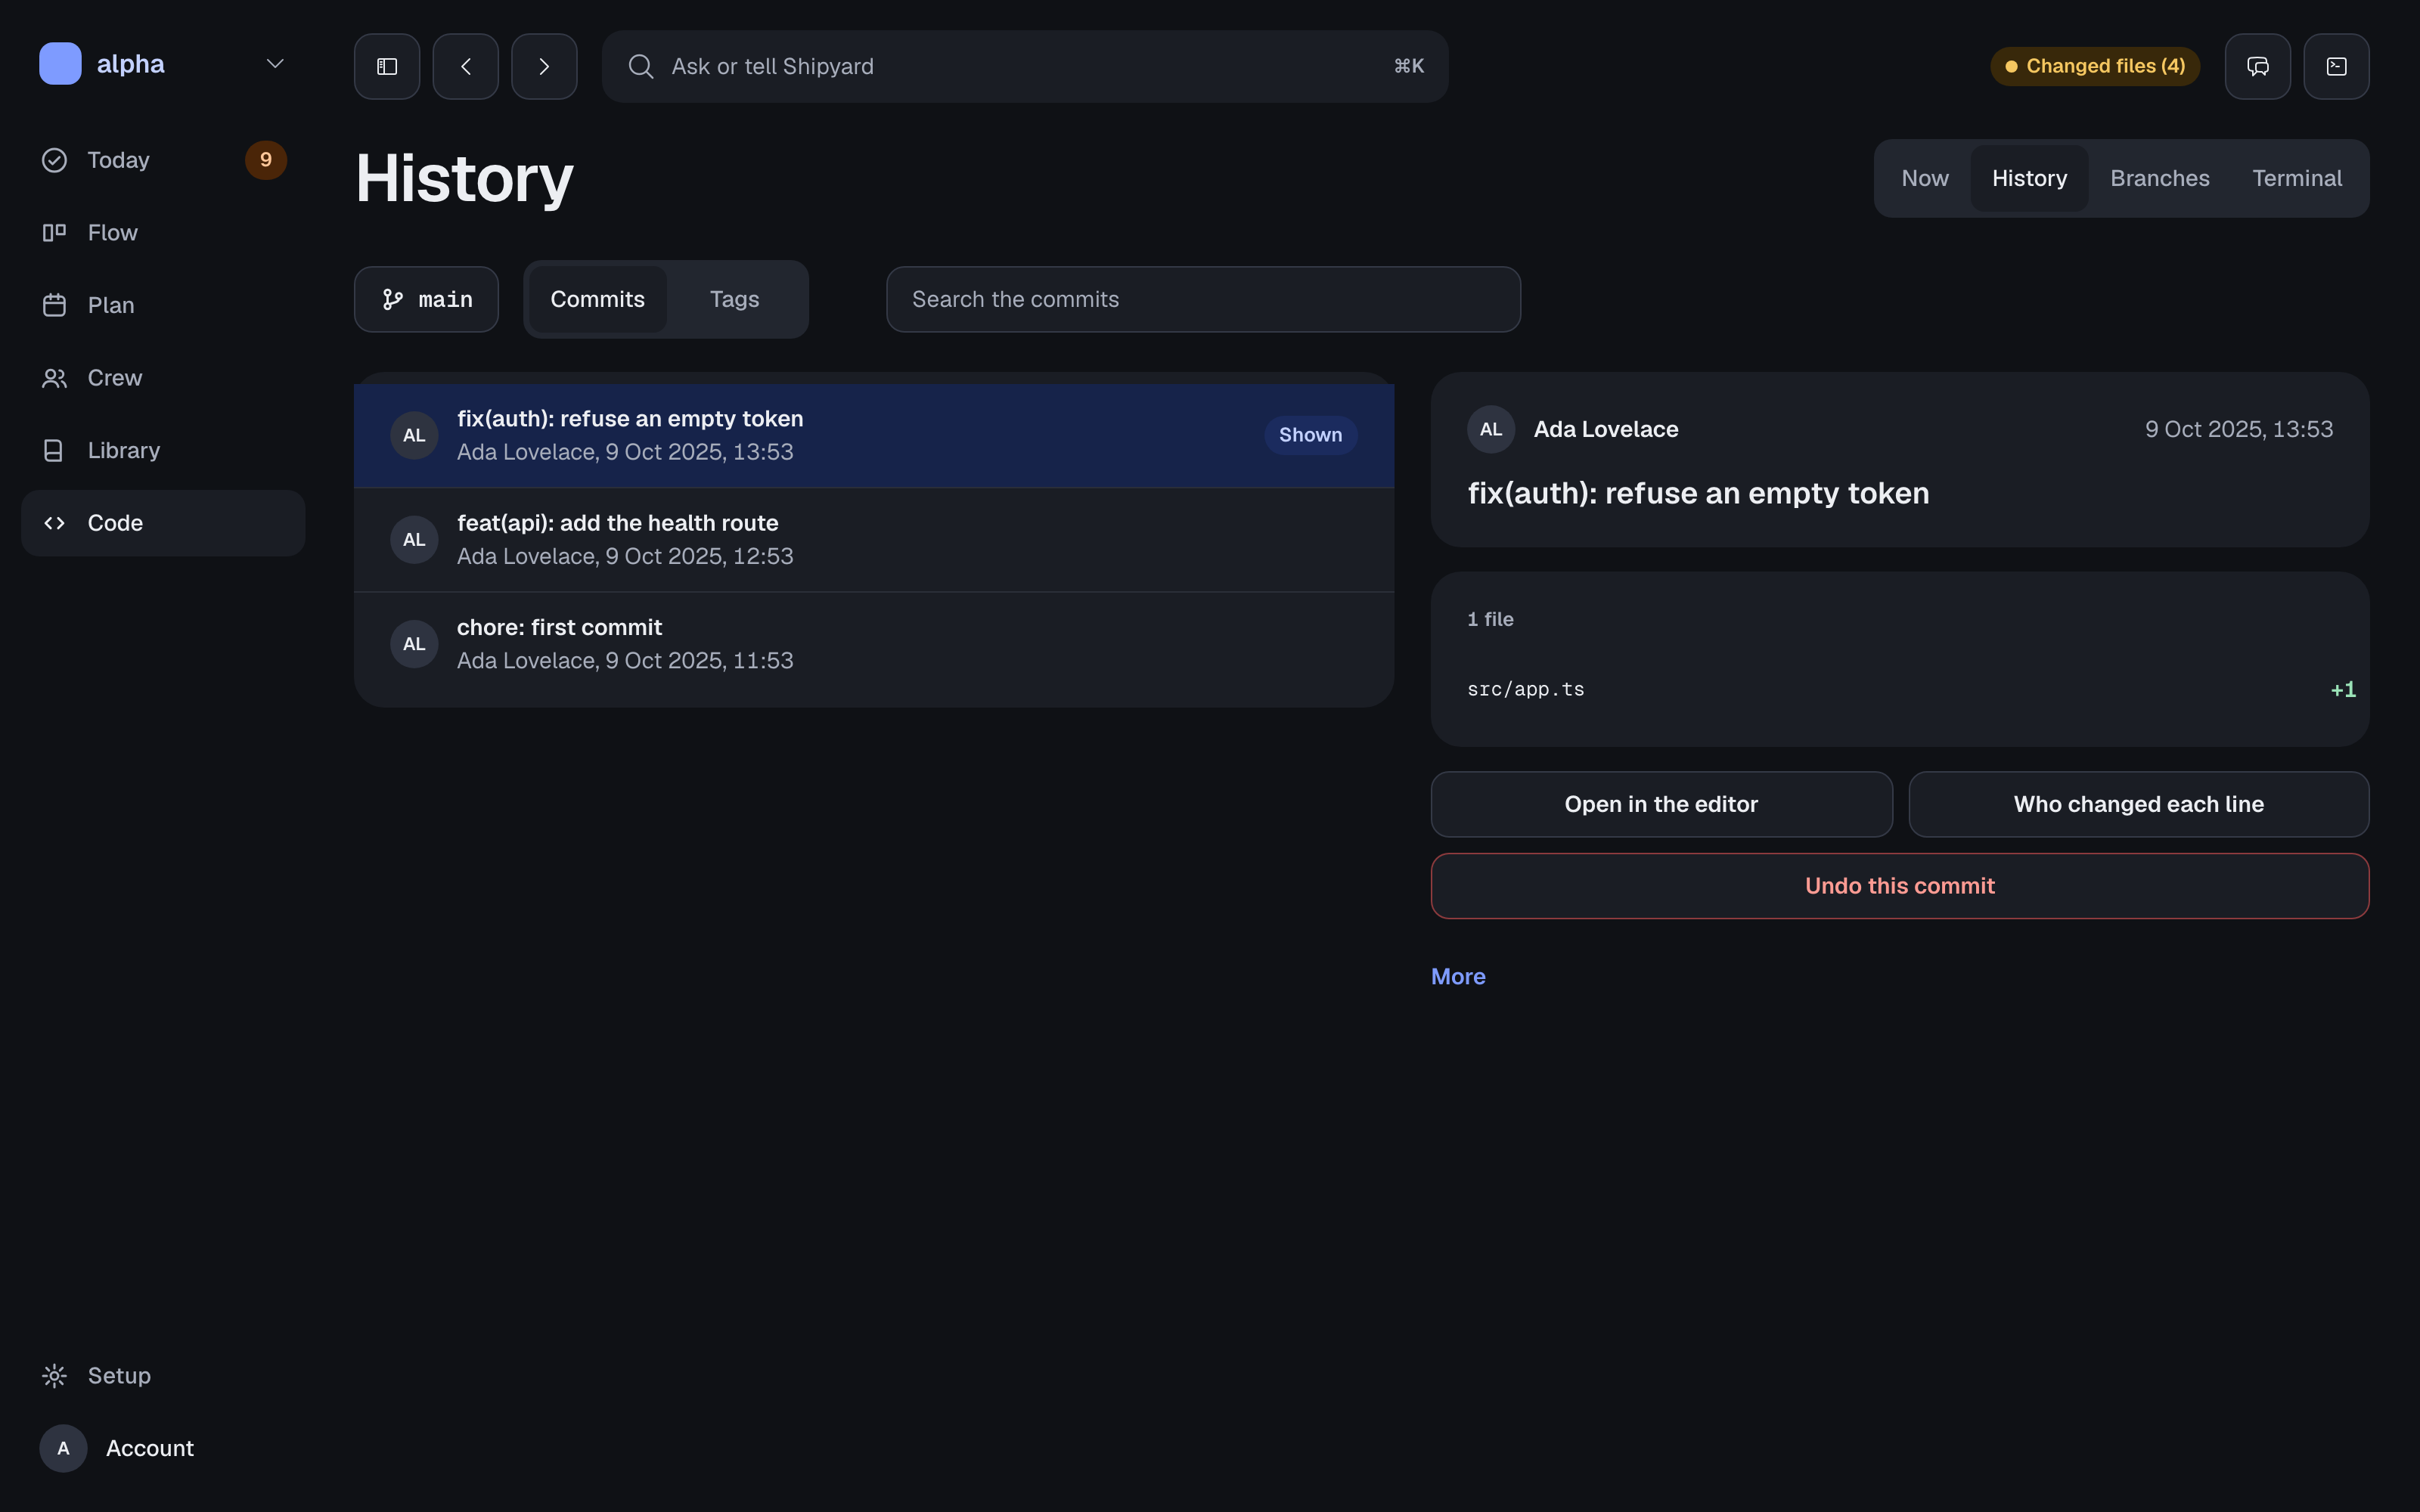 alpha
Ask or tell Shipyard
⌘K
Changed files (4)
Today
9
Flow
Plan
Crew
Library
Code
Setup
A
Account
History
Now
History
Branches
Terminal
main
Commits
Tags
Search the commits
AL
fix(auth): refuse an empty token
Ada Lovelace, 9 Oct 2025, 13:53
Shown
AL
feat(api): add the health route
Ada Lovelace, 9 Oct 2025, 12:53
AL
chore: first commit
Ada Lovelace, 9 Oct 2025, 11:53
AL
Ada Lovelace
9 Oct 2025, 13:53
fix(auth): refuse an empty token
1 file
src/app.ts
+1
Open in the editor
Who changed each line
Undo this commit
More